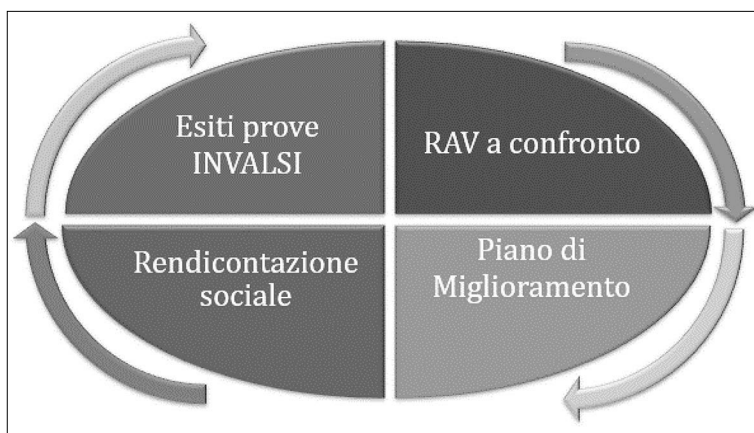 Esiti prove
INVALSI
RAV a confronto
Rendicontazione
sociale
Piano di
Miglioramento